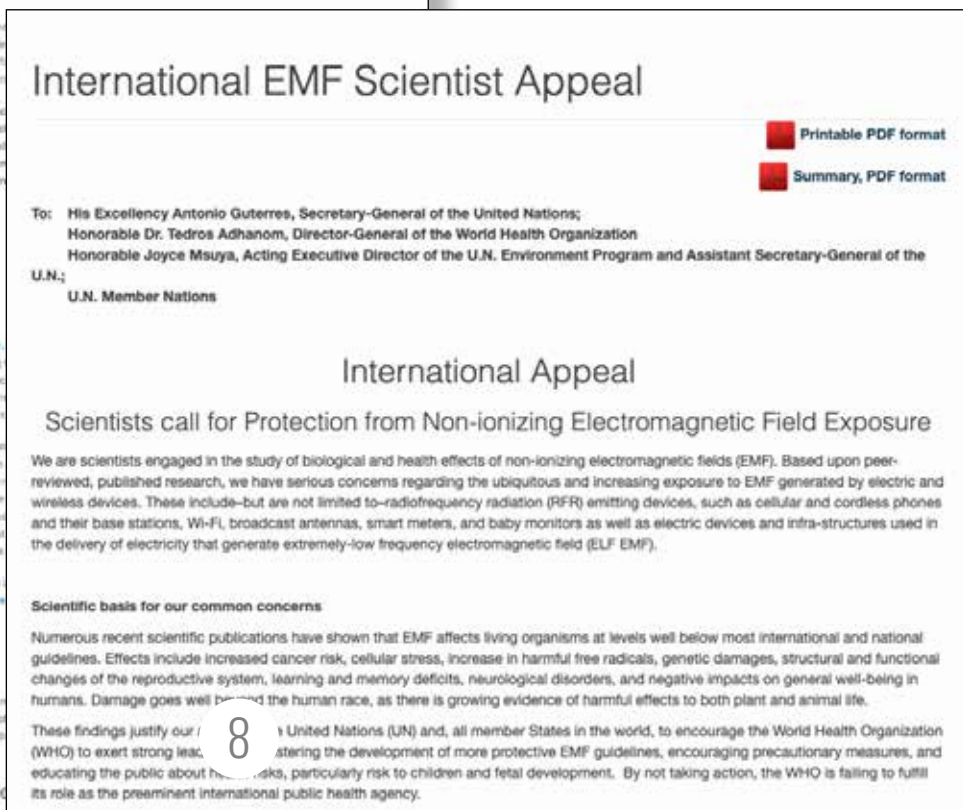 International EMF Scientist Appeal
Printable PDF format
Summary, PDF format
To: His Excellency Antonio Guterres, Secretary-General of the United Nations;
Honorable Dr. Tedros Adhanom, Director-General of the World Health Organization
Honorable Joyce Msuya, Acting Executive Director of the U.N. Environment Program and Assistant Secretary-General of the
U.N.;
U.N. Member Nations
International Appeal
Scientists call for Protection from Non-ionizing Electromagnetic Field Exposure
We are scientists engaged in the study of biological and health effects of non-ionizing electromagnetic fields (EMF). Based upon peer-
reviewed, published research, we have serious concerns regarding the ubiquitous and increasing exposure to EMF generated by electric and
wireless devices. These include–but are not limited to–radiofrequency radiation (RFR) emitting devices, such as cellular and cordless phones
and their base stations, Wi-Fi, broadcast antennas, smart meters, and baby monitors as well as electric devices and infra-structures used in
the delivery of electricity that generate extremely-low frequency electromagnetic field (ELF EMF).
Scientific basis for our common concerns
Numerous recent scientific publications have shown that EMF affects living organisms at levels well below most international and national
guidelines. Effects include increased cancer risk, cellular stress, increase in harmful free radicals, genetic damages, structural and functional
changes of the reproductive system, learning and memory deficits, neurological disorders, and negative impacts on general well-being in
humans. Damage goes well the human race, as there is growing evidence of harmful effects to both plant and animal life.
These findings justify our United Nations (UN) and, all member States in the world, to encourage the World Health Organization
8
(WHO) to exert strong the development of more protective EMF guidelines, encouraging precautionary measures, and
educating the public about particularly risk to children and fetal development. By not taking action, the WHO is failing to fulfill
its role as the preeminent international public health agency.